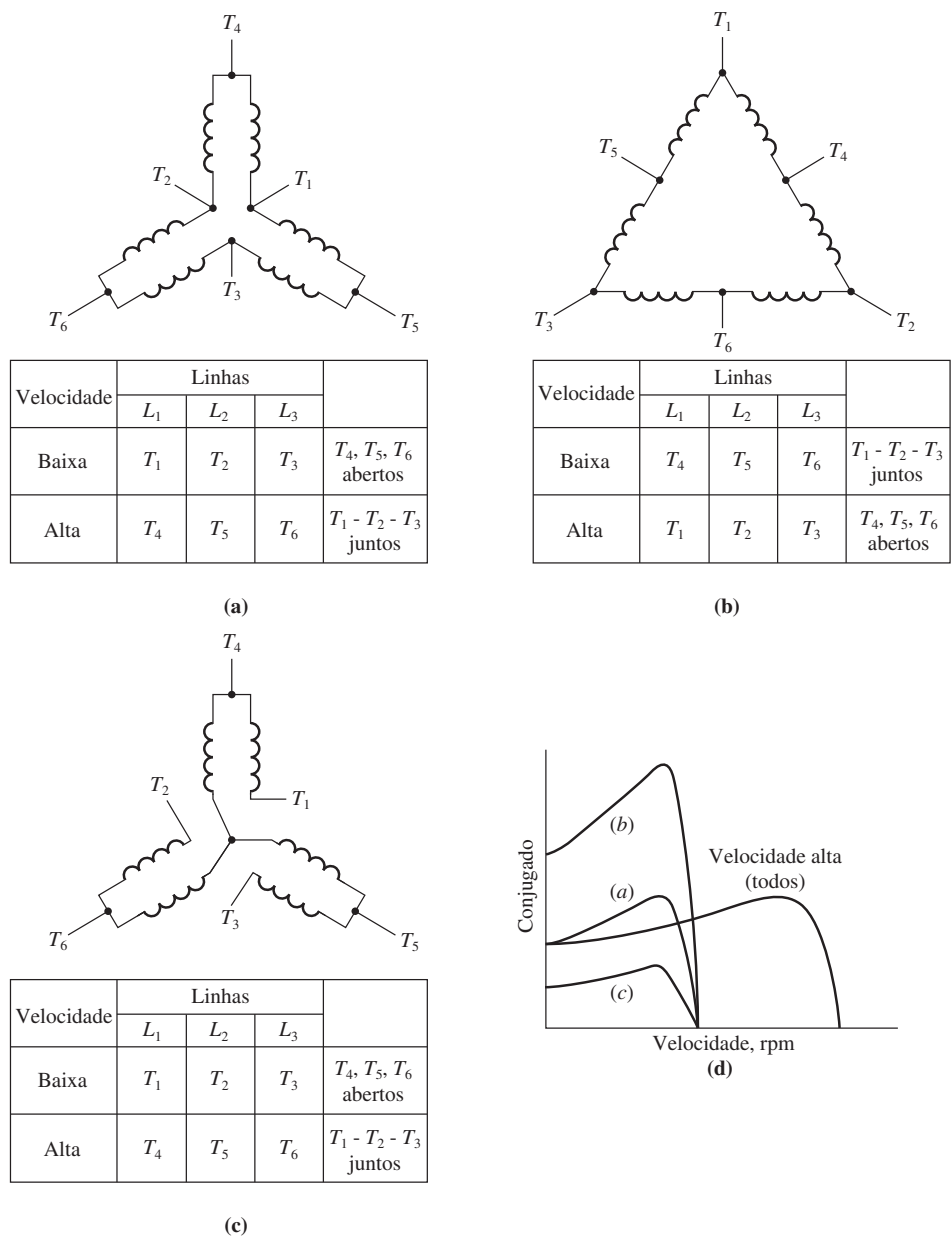 T4
T2
T1
T3
T6
T5
Velocidade
Linhas
L1 L2 L3
Baixa T1 T2 T3 T4, T5, T6 abertos
Alta T4 T5 T6 T1 - T2 - T3 juntos
(a)
T1
T5
T4
T3
T6
T2
Velocidade
Linhas
L1 L2 L3
Baixa T4 T5 T6 T1 - T2 - T3 juntos
Alta T1 T2 T3 T4, T5, T6 abertos
(b)
T4
T2
T1
T3
T6
T5
Velocidade
Linhas
L1 L2 L3
Baixa T1 T2 T3 T4, T5, T6 abertos
Alta T4 T5 T6 T1 - T2 - T3 juntos
(c)
Conjugado
(b)
Velocidade alta
(todos)
(a)
(c)
Velocidade, rpm
(d)